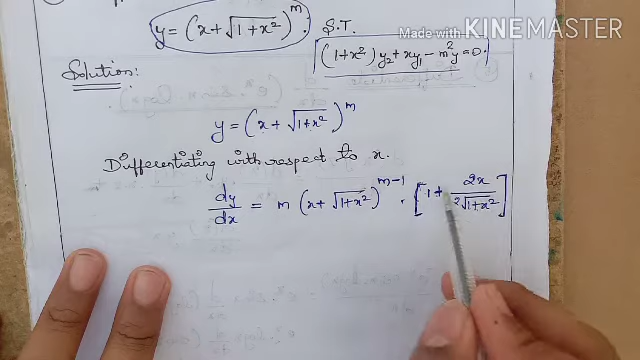 y = (x + √1+x²)^m. S.T.
Made with KINEMASTER
(1+x²) y₂ + xy₁ − m²y = 0.
Solution:
y = (x + √1+x²)^m
Differentiating with respect to x.
dy/dx = m (x + √1+x²)^(m−1) . [1 + 2x/2√1+x²]